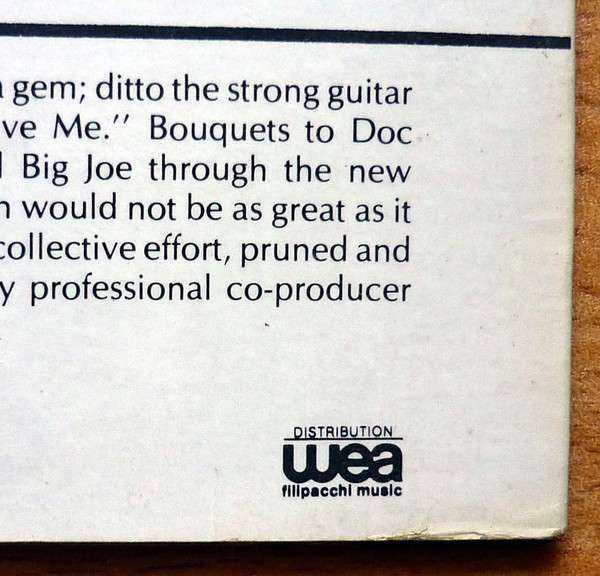 gem; ditto the strong guitar
ve Me.” Bouquets to Doc
Big Joe through the new
would not be as great as it
collective effort, pruned and
y professional co-producer
DISTRIBUTION
wea
filipacchi music